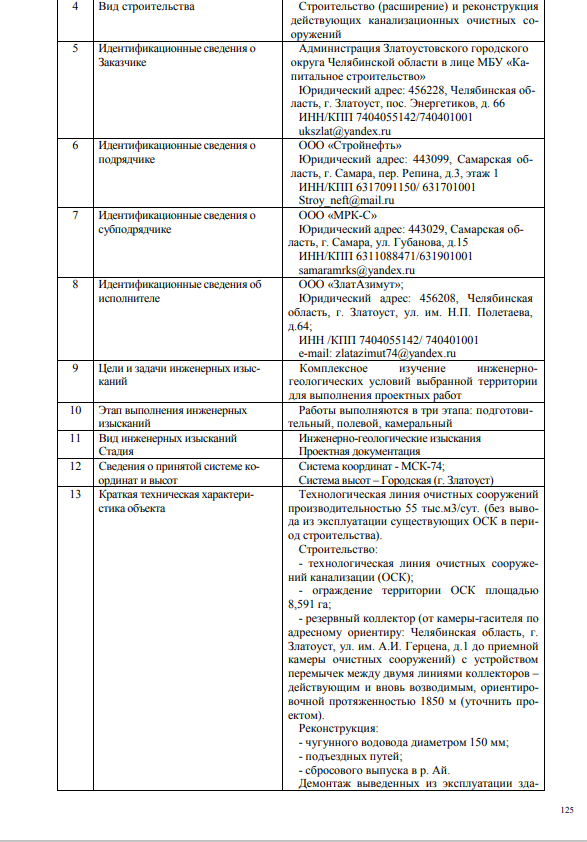 4 Вид строительства Строительство (расширение) и реконструкция
действующих канализационных очистных со-
оружений
5 Идентификационные сведения о Администрация Златоустовского городского
Заказчике округа Челябинской области в лице МБУ «Ка-
питальное строительство»
Юридический адрес: 456228, Челябинская об-
ласть, г. Златоуст, пос. Энергетиков, д. 66
ИНН/КПП 7404055142/740401001
ukszlat@yandex.ru
6 Идентификационные сведения о ООО «Стройнефть»
подрядчике Юридический адрес: 443099, Самарская об-
ласть, г. Самара, пер. Репина, д.3, этаж 1
ИНН/КПП 6317091150/ 631701001
Stroy_neft@mail.ru
7 Идентификационные сведения о ООО «МРК-С»
субподрядчике Юридический адрес: 443029, Самарская об-
ласть, г. Самара, ул. Губанова, д.15
ИНН/КПП 6311088471/631901001
samaramrks@yandex.ru
8 Идентификационные сведения об ООО «ЗлатАзимут»;
исполнителе Юридический адрес: 456208, Челябинская
область, г. Златоуст, ул. им. Н.П. Полетаева,
д.64;
ИНН /КПП 7404055142/ 740401001
e-mail: zlatazimut74@yandex.ru
9 Цели и задачи инженерных изыс- Комплексное изучение инженерно-
каний геологических условий выбранной территории
для выполнения проектных работ
10 Этап выполнения инженерных Работы выполняются в три этапа: подготови-
изысканий тельный, полевой, камеральный
11 Вид инженерных изысканий Инженерно-геологические изыскания
Стадия Проектная документация
12 Сведения о принятой системе ко- Система координат - МСК-74;
ординат и высот Система высот – Городская (г. Златоуст)
13 Краткая техническая характери- Технологическая линия очистных сооружений
стика объекта производительностью 55 тыс.м3/сут. (без выво-
да из эксплуатации существующих ОСК в пери-
од строительства).
Строительство:
- технологическая линия очистных сооруже-
ний канализации (ОСК);
- ограждение территории ОСК площадью
8,591 га;
- резервный коллектор (от камеры-гасителя по
адресному ориентиру: Челябинская область, г.
Златоуст, ул. им. А.И. Герцена, д.1 до приемной
камеры очистных сооружений) с устройством
перемычек между двумя линиями коллекторов –
действующим и вновь возводимым, ориентиро-
вочной протяженностью 1850 м (уточнить про-
ектом).
Реконструкция:
- чугунного водовода диаметром 150 мм;
- подъездных путей;
- сбросового выпуска в р. Ай.
Демонтаж выведенных из эксплуатации зда-
125